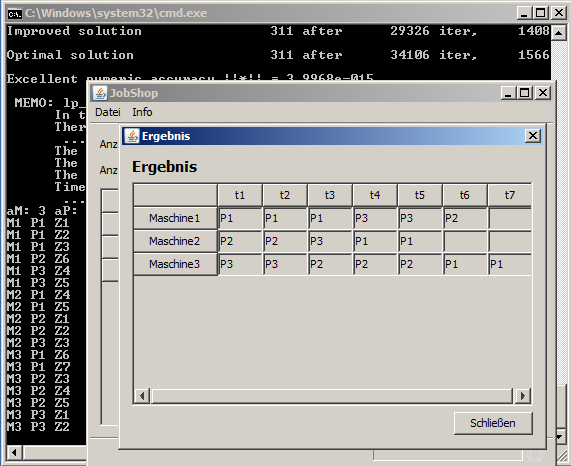 C:\Windows\system32\cmd.exe
Improved solution 311 after 29326 iter, 1408
Optimal solution 311 after 34106 iter, 1566
Excellent numeric accuracy ||*|| = 3.9968e-015
MEMO: lp_
In t
Ther
...
The
The
The
Time
...
aM: 3 aP:
M1 P1 Z1
M1 P1 Z2
M1 P1 Z3
M1 P2 Z6
M1 P3 Z4
M1 P3 Z5
M2 P1 Z4
M2 P1 Z5
M2 P2 Z1
M2 P2 Z2
M2 P3 Z3
M3 P1 Z6
M3 P1 Z7
M3 P2 Z3
M3 P2 Z4
M3 P2 Z5
M3 P3 Z1
M3 P3 Z2
JobShop
Datei Info
Anz
Anz
Ergebnis
Ergebnis
t1 t2 t3 t4 t5 t6 t7
Maschine1 P1 P1 P1 P3 P3 P2
Maschine2 P2 P2 P3 P1 P1
Maschine3 P3 P3 P2 P2 P2 P1 P1
Schließen